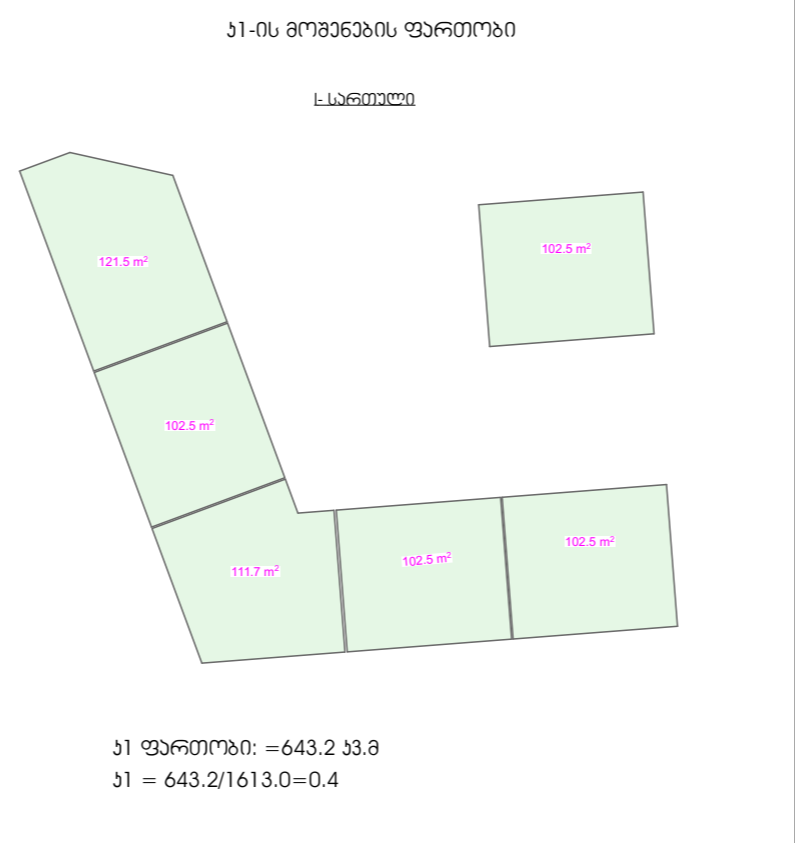 კ1-ის მოშენების ფართობი
I- სართული
121.5 m²
102.5 m²
102.5 m²
111.7 m²
102.5 m²
102.5 m²
კ1 ფართობი: =643.2 კვ.მ
კ1 = 643.2/1613.0=0.4